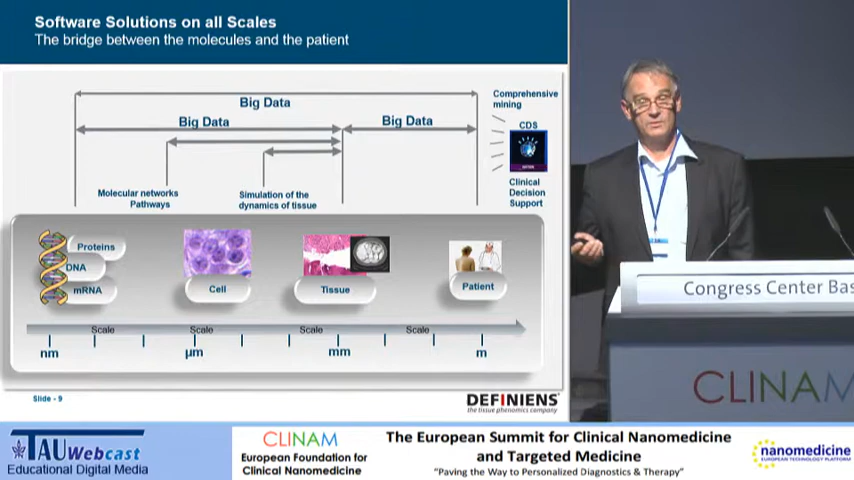 Software Solutions on all Scales
The bridge between the molecules and the patient
Big Data
Big Data
Big Data
Comprehensive
mining
CDS
Clinical
Decision
Support
Molecular networks
Pathways
Simulation of the
dynamics of tissue
Proteins
DNA
mRNA
Cell
Tissue
Patient
Scale
Scale
Scale
Scale
nm
µm
mm
m
Slide - 9
DEFINIENS
the tissue phenomics company
Congress Center Bas
CLINAM
TAU Webcast
Educational Digital Media
CLINAM
European Foundation for
Clinical Nanomedicine
The European Summit for Clinical Nanomedicine
and Targeted Medicine
"Paving the Way to Personalized Diagnostics & Therapy"
nanomedicine
EUROPEAN TECHNOLOGY PLATFORM